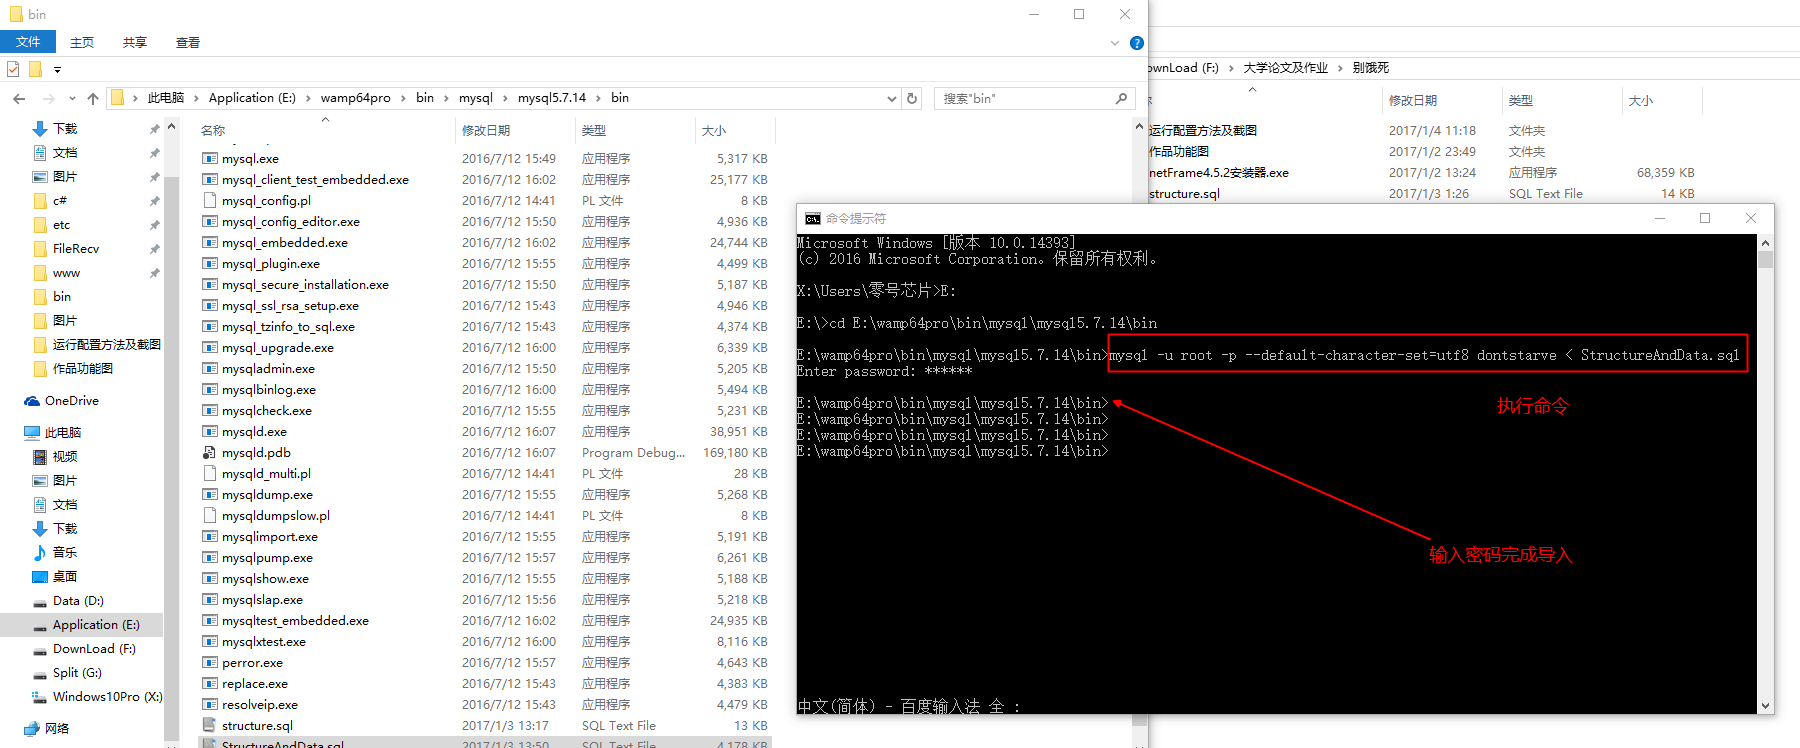 bin
文件 主页 共享 查看
此电脑 Application (E:) wamp64pro bin mysql mysql5.7.14 bin
搜索"bin"
下载
文档
图片
c#
etc
FileRecv
www
bin
图片
运行配置方法及截图
作品功能图
OneDrive
此电脑
视频
图片
文档
下载
音乐
桌面
Data (D:)
Application (E:)
DownLoad (F:)
Split (G:)
Windows10Pro (X:)
网络
名称 修改日期 类型 大小
mysql.exe 2016/7/12 15:49 应用程序 5,317 KB
mysql_client_test_embedded.exe 2016/7/12 16:02 应用程序 25,177 KB
mysql_config.pl 2016/7/12 14:41 PL 文件 8 KB
mysql_config_editor.exe 2016/7/12 15:50 应用程序 4,936 KB
mysql_embedded.exe 2016/7/12 16:02 应用程序 24,744 KB
mysql_plugin.exe 2016/7/12 15:55 应用程序 4,499 KB
mysql_secure_installation.exe 2016/7/12 15:50 应用程序 5,187 KB
mysql_ssl_rsa_setup.exe 2016/7/12 15:43 应用程序 4,946 KB
mysql_tzinfo_to_sql.exe 2016/7/12 15:43 应用程序 4,374 KB
mysql_upgrade.exe 2016/7/12 16:00 应用程序 6,339 KB
mysqladmin.exe 2016/7/12 15:50 应用程序 5,205 KB
mysqlbinlog.exe 2016/7/12 16:00 应用程序 5,494 KB
mysqlcheck.exe 2016/7/12 15:55 应用程序 5,231 KB
mysqld.exe 2016/7/12 16:07 应用程序 38,951 KB
mysqld.pdb 2016/7/12 16:07 Program Debug... 169,180 KB
mysqld_multi.pl 2016/7/12 14:41 PL 文件 28 KB
mysqldump.exe 2016/7/12 15:55 应用程序 5,268 KB
mysqldumpslow.pl 2016/7/12 14:41 PL 文件 8 KB
mysqlimport.exe 2016/7/12 15:55 应用程序 5,191 KB
mysqlpump.exe 2016/7/12 15:57 应用程序 6,261 KB
mysqlshow.exe 2016/7/12 15:55 应用程序 5,188 KB
mysqlslap.exe 2016/7/12 15:56 应用程序 5,218 KB
mysqltest_embedded.exe 2016/7/12 16:02 应用程序 24,935 KB
mysqlxtest.exe 2016/7/12 16:00 应用程序 8,116 KB
perror.exe 2016/7/12 15:57 应用程序 4,643 KB
replace.exe 2016/7/12 15:43 应用程序 4,383 KB
resolveip.exe 2016/7/12 15:43 应用程序 4,479 KB
structure.sql 2017/1/3 13:17 SQL Text File 13 KB
StructureAndData.sql 2017/1/3 13:50 SQL Text File 4,178 KB
ownLoad (F:) 大学论文及作业 别饿死
修改日期 类型 大小
运行配置方法及截图 2017/1/4 11:18 文件夹
作品功能图 2017/1/2 23:49 文件夹
netFrame4.5.2安装器.exe 2017/1/2 13:24 应用程序 68,359 KB
structure.sql 2017/1/3 1:26 SQL Text File 14 KB
命令提示符
Microsoft Windows [版本 10.0.14393]
(c) 2016 Microsoft Corporation。保留所有权利。
X:\Users\零号芯片>E:
E:\>cd E:\wamp64pro\bin\mysql\mysql5.7.14\bin
E:\wamp64pro\bin\mysql\mysql5.7.14\bin>mysql -u root -p --default-character-set=utf8 dontstarve < StructureAndData.sql
Enter password: ******
E:\wamp64pro\bin\mysql\mysql5.7.14\bin>
E:\wamp64pro\bin\mysql\mysql5.7.14\bin>
E:\wamp64pro\bin\mysql\mysql5.7.14\bin>
E:\wamp64pro\bin\mysql\mysql5.7.14\bin>
执行命令
输入密码完成导入
中文(简体) - 百度输入法 全 :